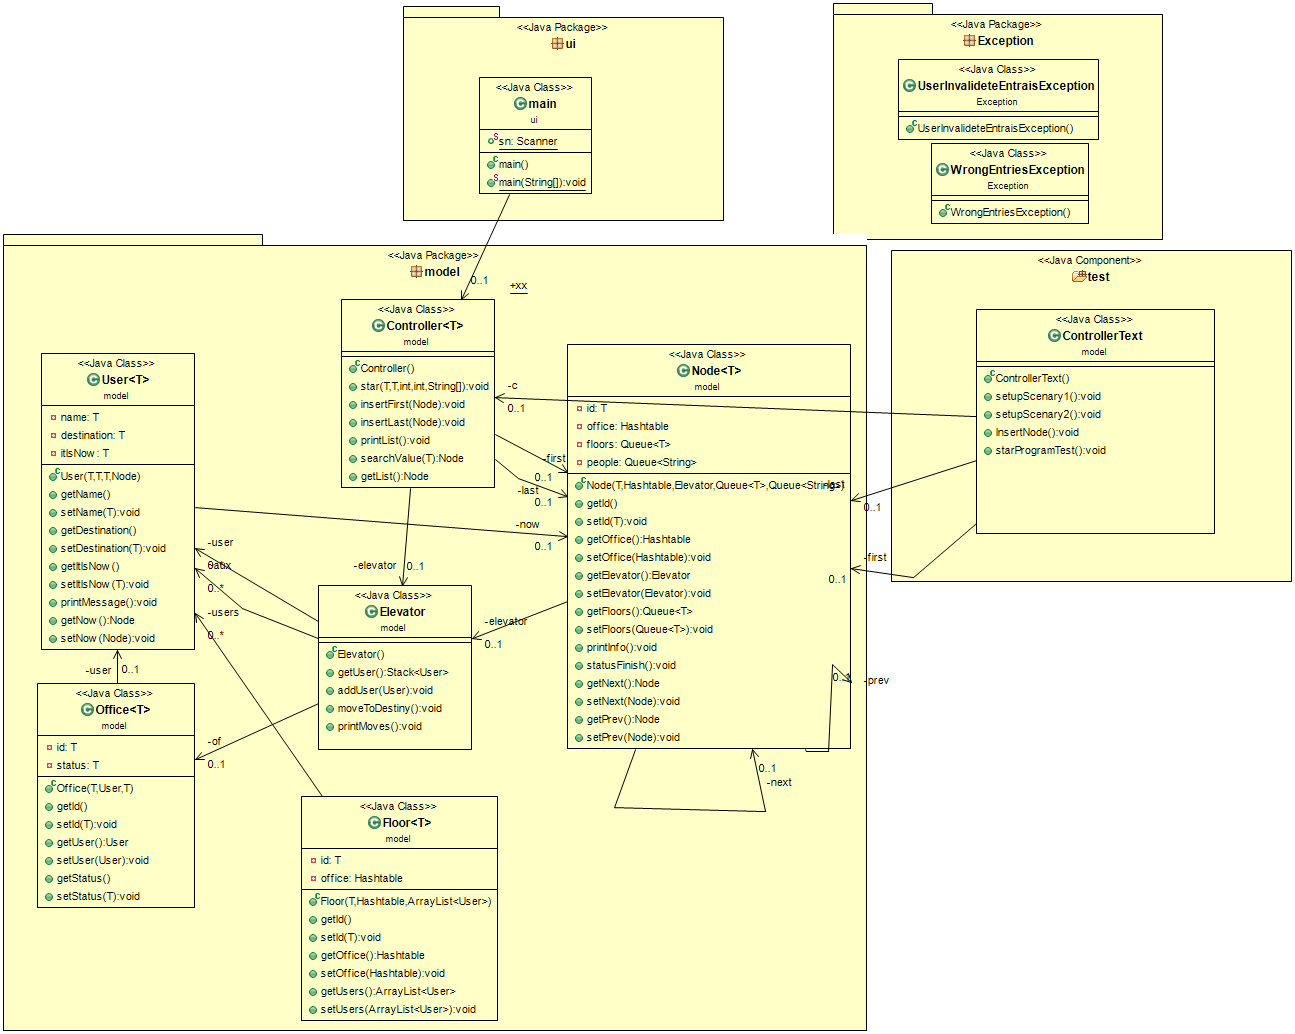 <<Java Package>>
ui
<<Java Class>>
main
ui
sn: Scanner
main()
main(String[]):void
<<Java Package>>
Exception
<<Java Class>>
UserInvalideteEntraisException
Exception
UserInvalideteEntraisException()
<<Java Class>>
WrongEntriesException
Exception
WrongEntriesException()
<<Java Package>>
model
0..1
+xx
<<Java Class>>
Controller<T>
model
Controller()
star(T,T,int,int,String[]):void
insertFirst(Node):void
insertLast(Node):void
printList():void
searchValue(T):Node
getList():Node
<<Java Class>>
User<T>
model
name: T
destination: T
itIsNow: T
User(T,T,T,Node)
getName()
setName(T):void
getDestination()
setDestination(T):void
getItIsNow()
setItIsNow(T):void
printMessage():void
getNow():Node
setNow(Node):void
<<Java Class>>
Node<T>
model
id: T
office: Hashtable
floors: Queue<T>
people: Queue<String>
Node(T,Hashtable,Elevator,Queue<T>,Queue<String>)
getId()
setId(T):void
getOffice():Hashtable
setOffice(Hashtable):void
getElevator():Elevator
setElevator(Elevator):void
getFloors():Queue<T>
setFloors(Queue<T>):void
printInfo():void
statusFinish():void
getNext():Node
setNext(Node):void
getPrev():Node
setPrev(Node):void
<<Java Component>>
test
<<Java Class>>
ControllerText
model
ControllerText()
setupScenary1():void
setupScenary2():void
InsertNode():void
starProgramTest():void
-c
0..1
-first
0..1
-last
0..1
-now
0..1
-last
0..1
-first
0..1
-elevator
0..1
-elevator
0..1
-user
-aux
0..*
-users
0..*
-user
0..1
-of
0..1
0..1
-prev
0..1
-next
<<Java Class>>
Elevator
model
Elevator()
getUser():Stack<User>
addUser(User):void
moveToDestiny():void
printMoves():void
<<Java Class>>
Office<T>
model
id: T
status: T
Office(T,User,T)
getId()
setId(T):void
getUser():User
setUser(User):void
getStatus()
setStatus(T):void
<<Java Class>>
Floor<T>
model
id: T
office: Hashtable
Floor(T,Hashtable,ArrayList<User>)
getId()
setId(T):void
getOffice():Hashtable
setOffice(Hashtable):void
getUsers():ArrayList<User>
setUsers(ArrayList<User>):void